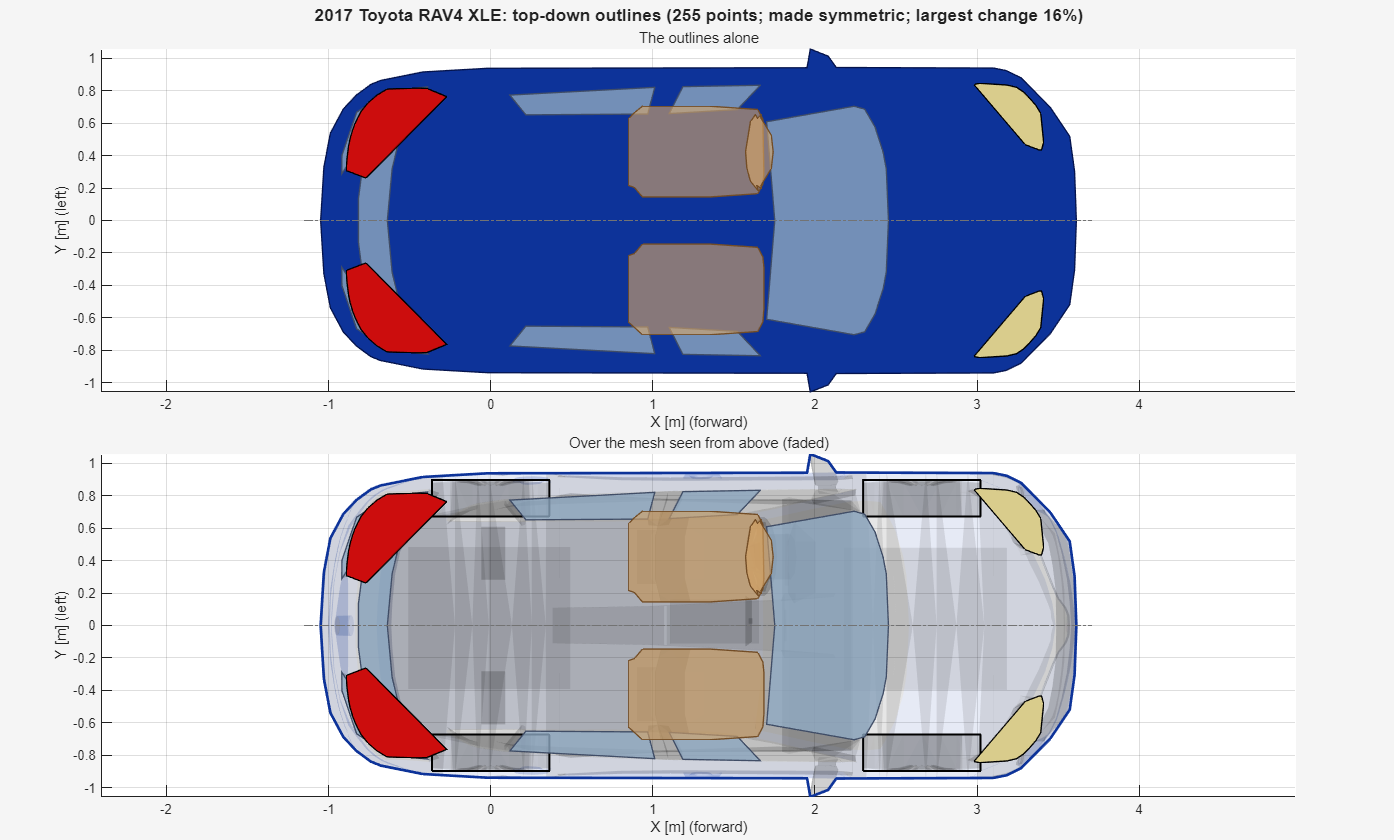 2017 Toyota RAV4 XLE: top-down outlines (255 points; made symmetric; largest change 16%)
The outlines alone
1
0.8
0.6
0.4
0.2
0
-0.2
-0.4
-0.6
-0.8
-1
Y [m] (left)
-2 -1 0 1 2 3 4
X [m] (forward)
Over the mesh seen from above (faded)
1
0.8
0.6
0.4
0.2
0
-0.2
-0.4
-0.6
-0.8
-1
Y [m] (left)
-2 -1 0 1 2 3 4
X [m] (forward)